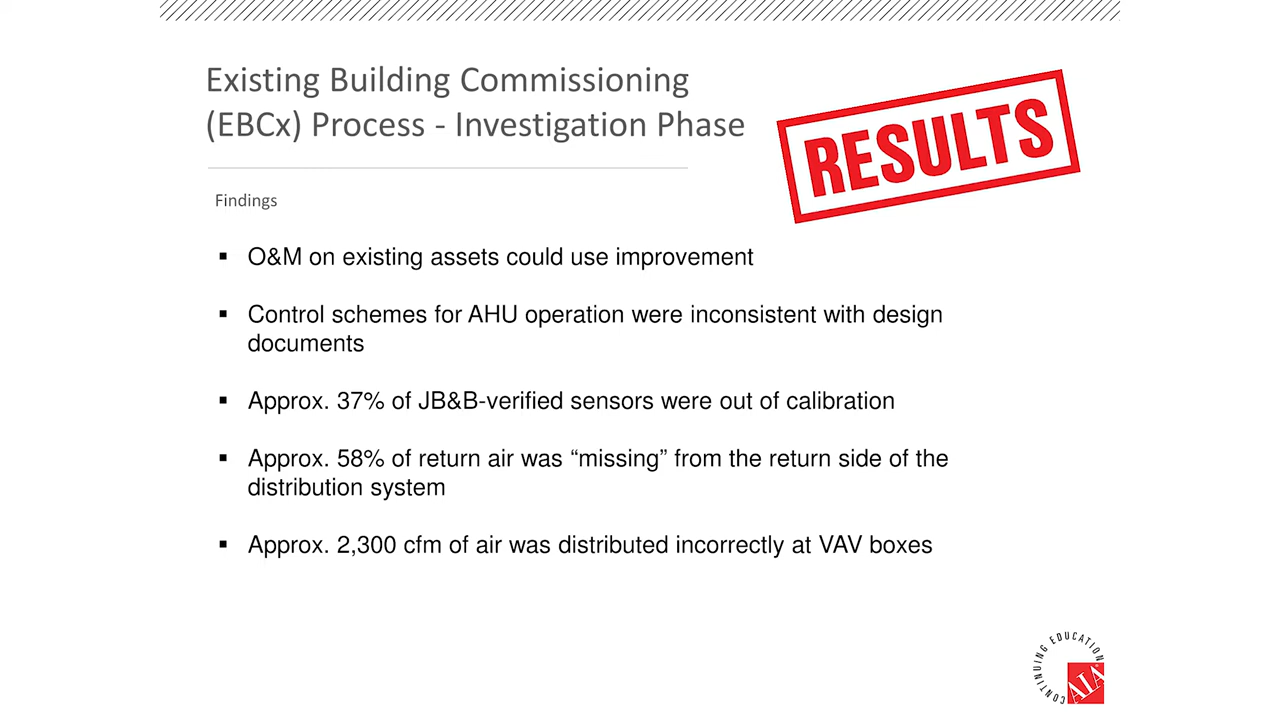 Existing Building Commissioning
(EBCx) Process - Investigation Phase
RESULTS
Findings
▪ O&M on existing assets could use improvement
▪ Control schemes for AHU operation were inconsistent with design
documents
▪ Approx. 37% of JB&B-verified sensors were out of calibration
▪ Approx. 58% of return air was “missing” from the return side of the
distribution system
▪ Approx. 2,300 cfm of air was distributed incorrectly at VAV boxes
CONTINUING EDUCATION
AIA